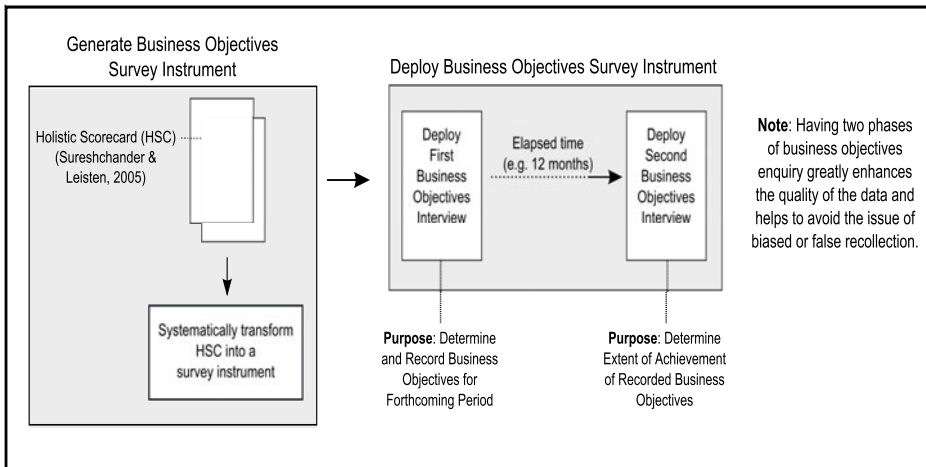 Generate Business Objectives
Survey Instrument
Holistic Scorecard (HSC)
(Sureshchander &
Leisten, 2005)
Systematically transform
HSC into a
survey instrument
Deploy Business Objectives Survey Instrument
Deploy
First
Business
Objectives
Interview
Elapsed time
(e.g. 12 months)
Deploy
Second
Business
Objectives
Interview
Purpose: Determine
and Record Business
Objectives for
Forthcoming Period
Purpose: Determine
Extent of Achievement
of Recorded Business
Objectives
Note: Having two phases
of business objectives
enquiry greatly enhances
the quality of the data and
helps to avoid the issue of
biased or false recollection.